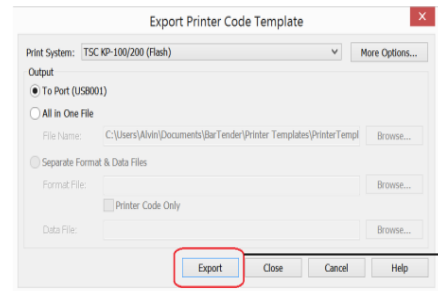 Export Printer Code Template
x
Print System: TSC KP-100/200 (Flash) More Options...
Output
To Port (USB001)
All in One File
File Name: C:\Users\Alvin\Documents\BarTender\Printer Templates\PrinterTempl Browse...
Separate Format & Data Files
Format File: Browse...
Printer Code Only
Data File: Browse...
Export Close Cancel Help